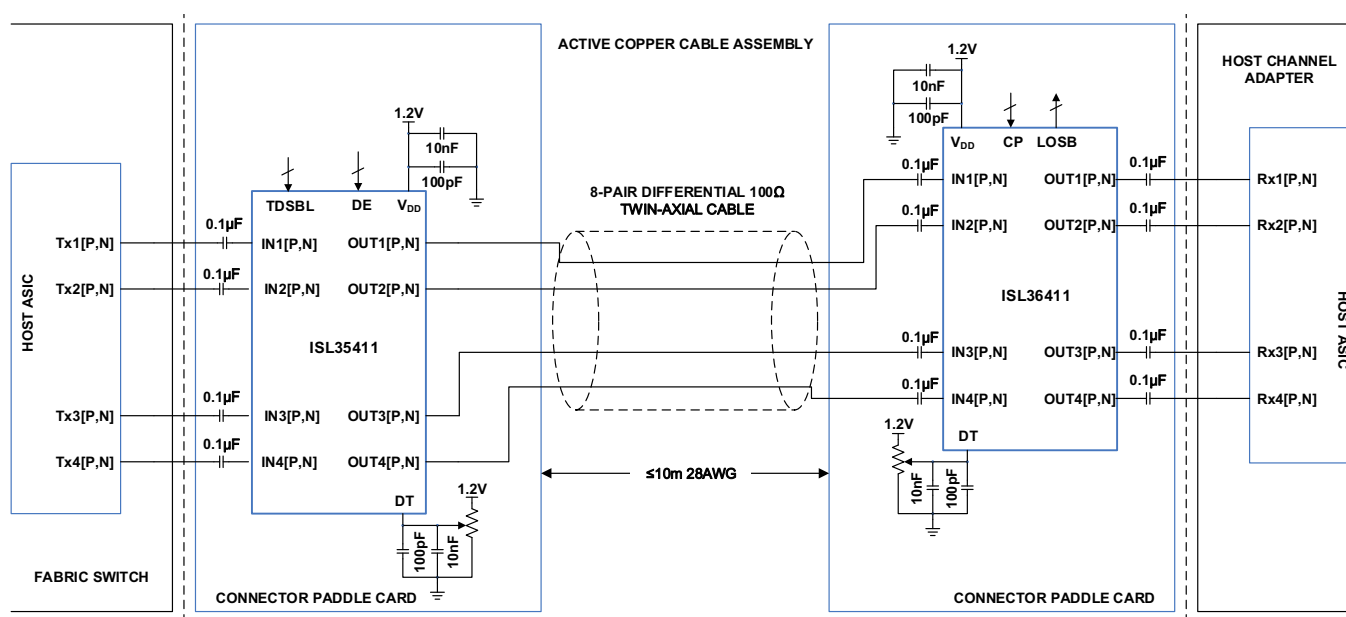 ACTIVE COPPER CABLE ASSEMBLY
HOST ASIC
Tx1[P,N]
Tx2[P,N]
Tx3[P,N]
Tx4[P,N]
FABRIC SWITCH
0.1µF
0.1µF
0.1µF
0.1µF
TDSBL
DE
VDD
1.2V
10nF
100pF
IN1[P,N]
OUT1[P,N]
IN2[P,N]
OUT2[P,N]
ISL35411
IN3[P,N]
OUT3[P,N]
IN4[P,N]
OUT4[P,N]
DT
1.2V
100pF
10nF
CONNECTOR PADDLE CARD
8-PAIR DIFFERENTIAL 100Ω
TWIN-AXIAL CABLE
≤10m 28AWG
1.2V
10nF
100pF
VDD
CP
LOSB
0.1µF
0.1µF
0.1µF
0.1µF
IN1[P,N]
OUT1[P,N]
IN2[P,N]
OUT2[P,N]
ISL36411
IN3[P,N]
OUT3[P,N]
IN4[P,N]
OUT4[P,N]
DT
1.2V
10nF
100pF
0.1µF
0.1µF
0.1µF
0.1µF
CONNECTOR PADDLE CARD
HOST CHANNEL
ADAPTER
Rx1[P,N]
Rx2[P,N]
Rx3[P,N]
Rx4[P,N]
HOST ASIC